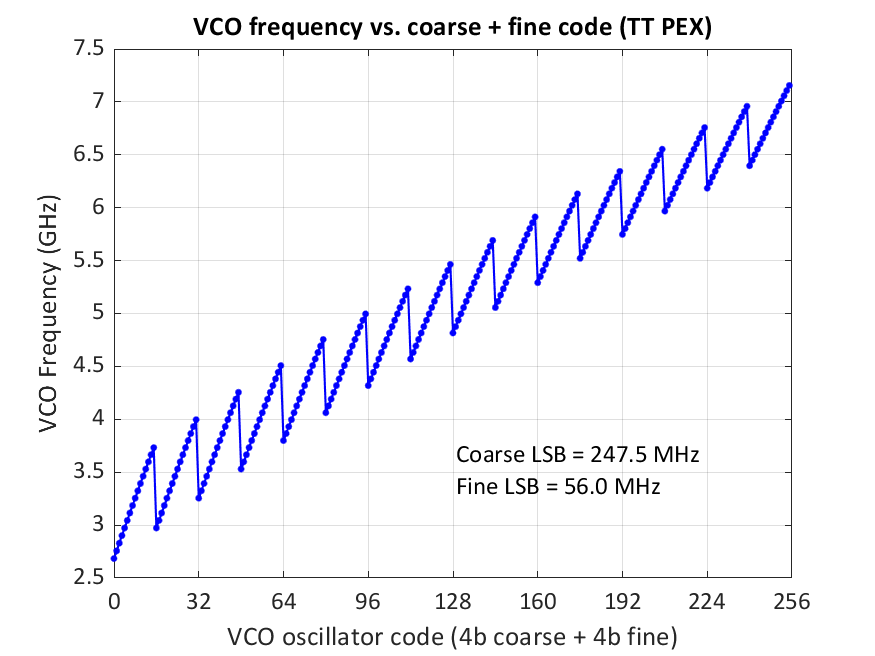 VCO frequency vs. coarse + fine code (TT PEX)
7.5
7
6.5
6
5.5
5
4.5
4
3.5
3
2.5
VCO Frequency (GHz)
Coarse LSB = 247.5 MHz
Fine LSB = 56.0 MHz
0 32 64 96 128 160 192 224 256
VCO oscillator code (4b coarse + 4b fine)